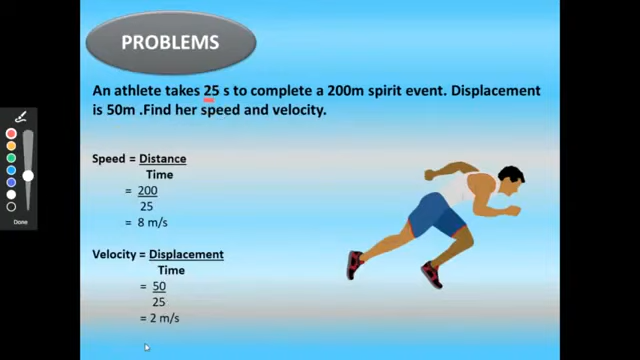 PROBLEMS
An athlete takes 25 s to complete a 200m spirit event. Displacement
is 50m .Find her speed and velocity.
Speed = Distance
Time
= 200
25
= 8 m/s
Velocity = Displacement
Time
= 50
25
= 2 m/s
Done